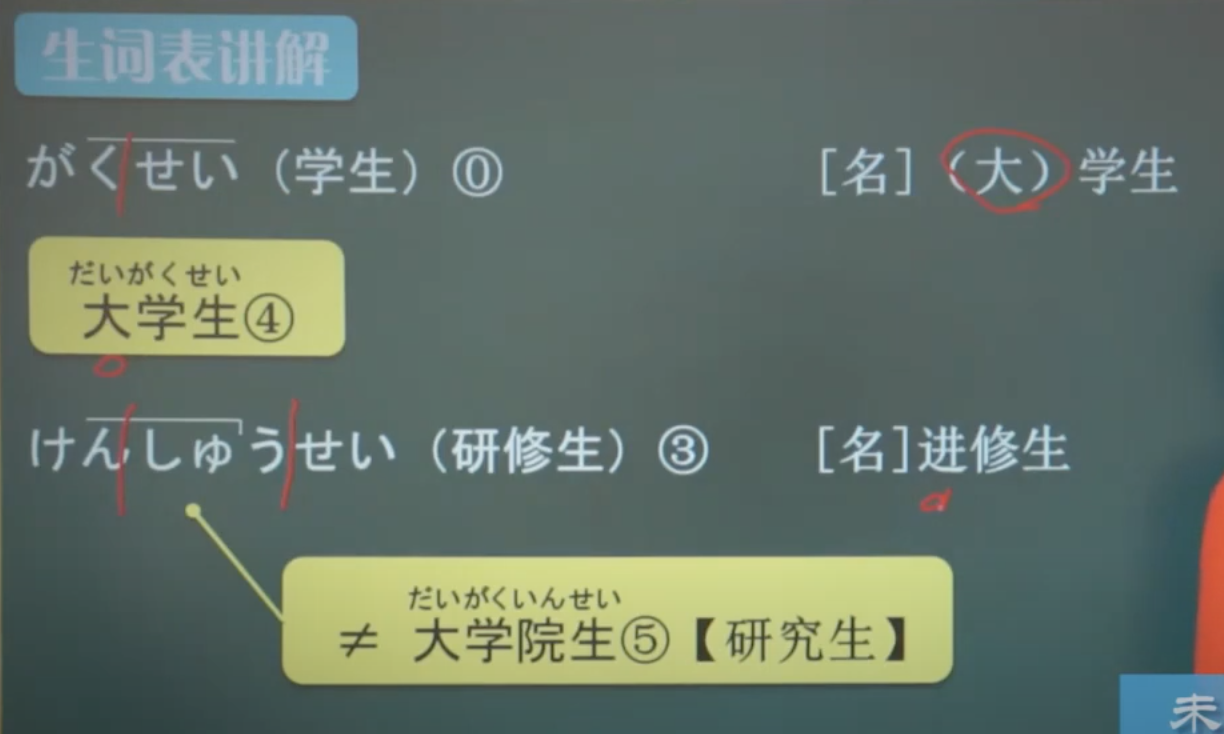 生词表讲解
がくせい（学生）⓪ [名]（大）学生
だいがくせい
大学生④
けんしゅうせい（研修生）③ [名]进修生
だいがくいんせい
≠ 大学院生⑤【研究生】
未